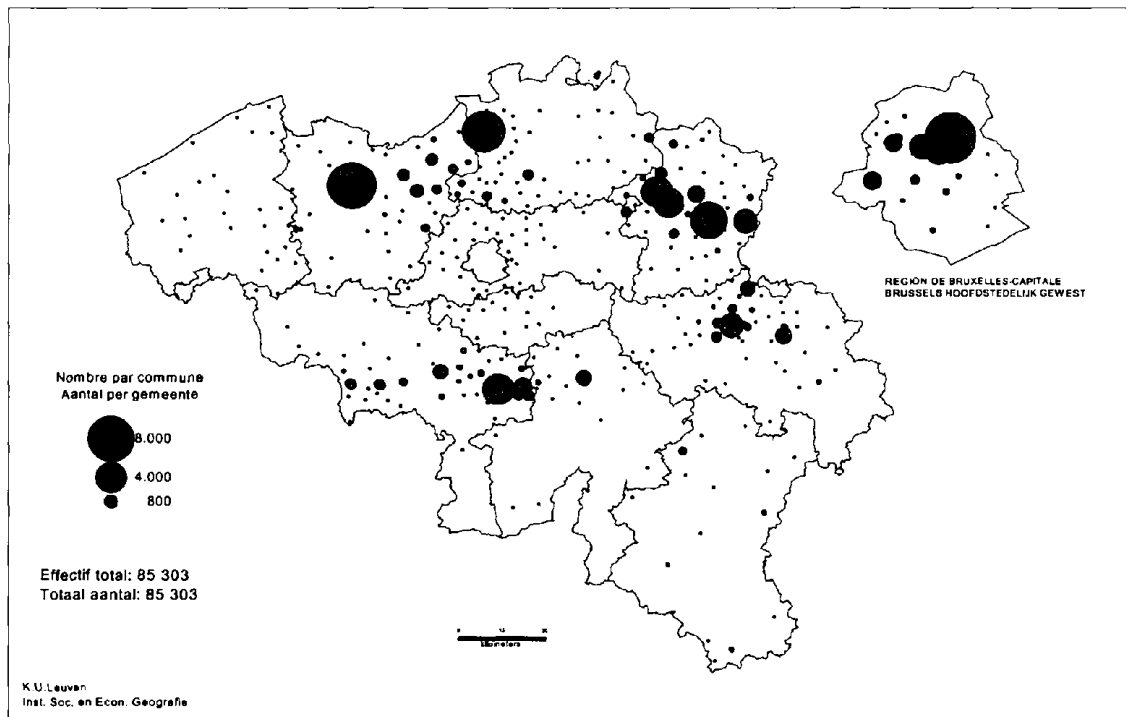 REGION DE BRUXELLES-CAPITALE
BRUSSELS HOOFDSTEDELIJK GEWEST
Nombre par commune
Aantal per gemeente
8.000
4.000
800
Effectif total: 85 303
Totaal aantal: 85 303
kilometers
K.U.Leuven
Inst. Soc. en Econ. Geografie